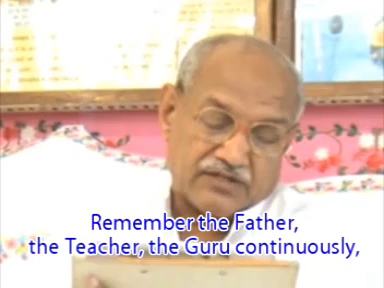 Remember the Father,
the Teacher, the Guru continuously,